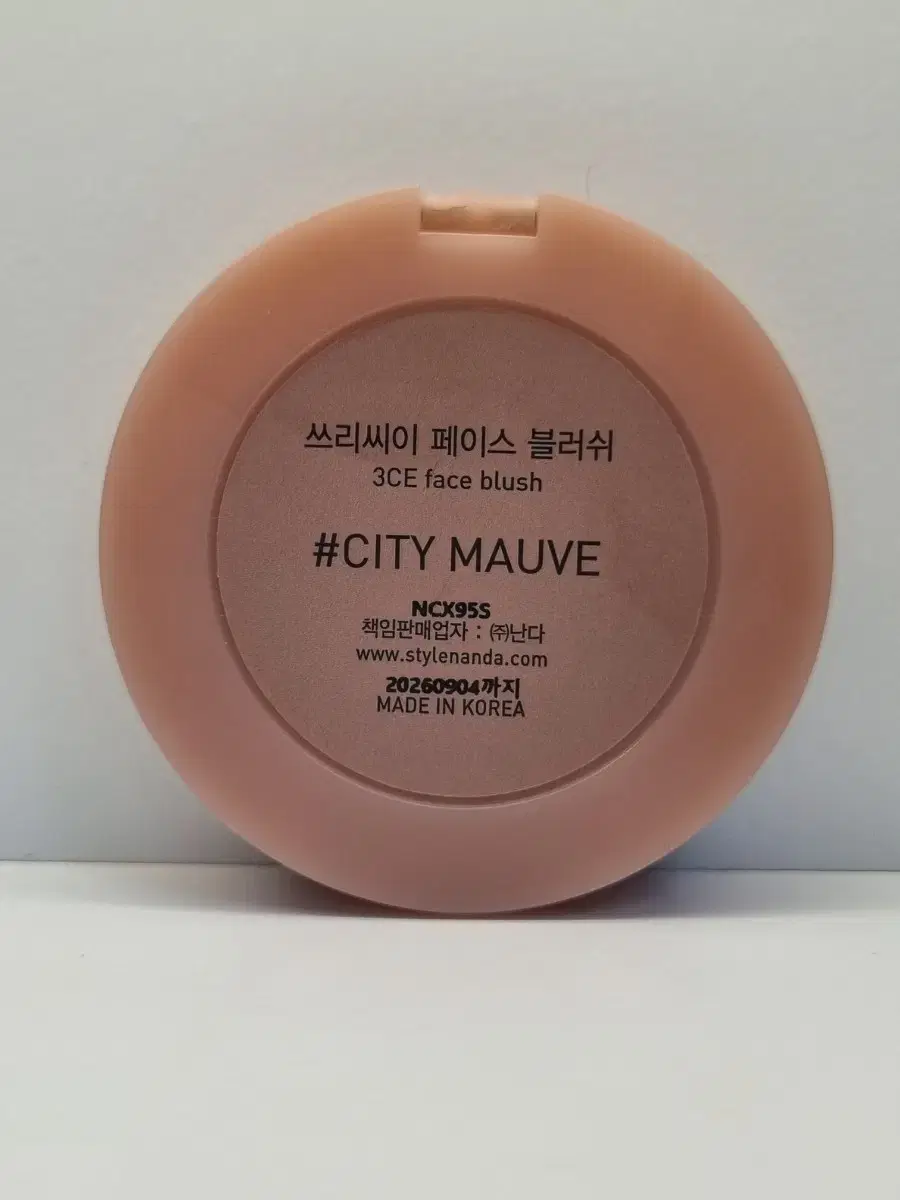 쓰리씨이 페이스 블러쉬
3CE face blush
#CITY MAUVE
NCX95S
책임판매업자 : ㈜난다
www.stylenanda.com
20260904까지
MADE IN KOREA